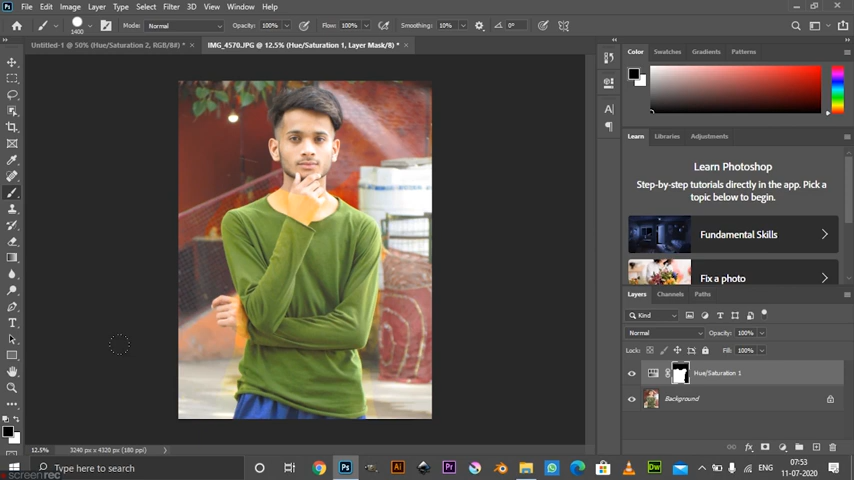 File Edit Image Layer Type Select Filter 3D View Window Help
1400
Mode: Normal Opacity: 100% Flow: 100% Smoothing: 10% 0°
Untitled-1 @ 50% (Hue/Saturation 2, RGB/8#) * ×
IMG_4570.JPG @ 12.5% (Hue/Saturation 1, Layer Mask/8) * ×
Color Swatches Gradients Patterns
Learn Libraries Adjustments
Learn Photoshop
Step-by-step tutorials directly in the app. Pick a
topic below to begin.
Fundamental Skills
Fix a photo
Layers Channels Paths
Kind
Normal Opacity: 100%
Lock: Fill: 100%
Hue/Saturation 1
Background
12.5% 3240 px x 4320 px (180 ppi)
Type here to search
ENG
07:53
11-07-2020
screenrec